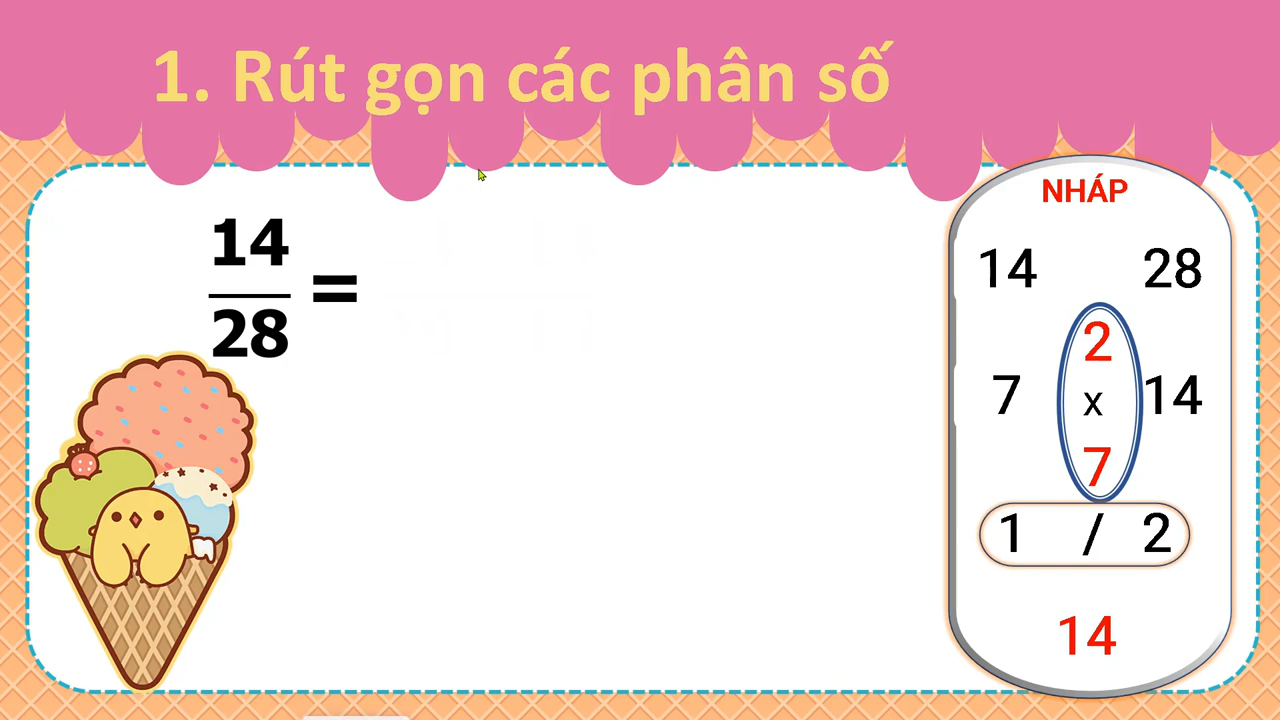 1. Rút gọn các phân số
14
28
=
NHÁP
14 28
2
7 x 14
7
1 / 2
14